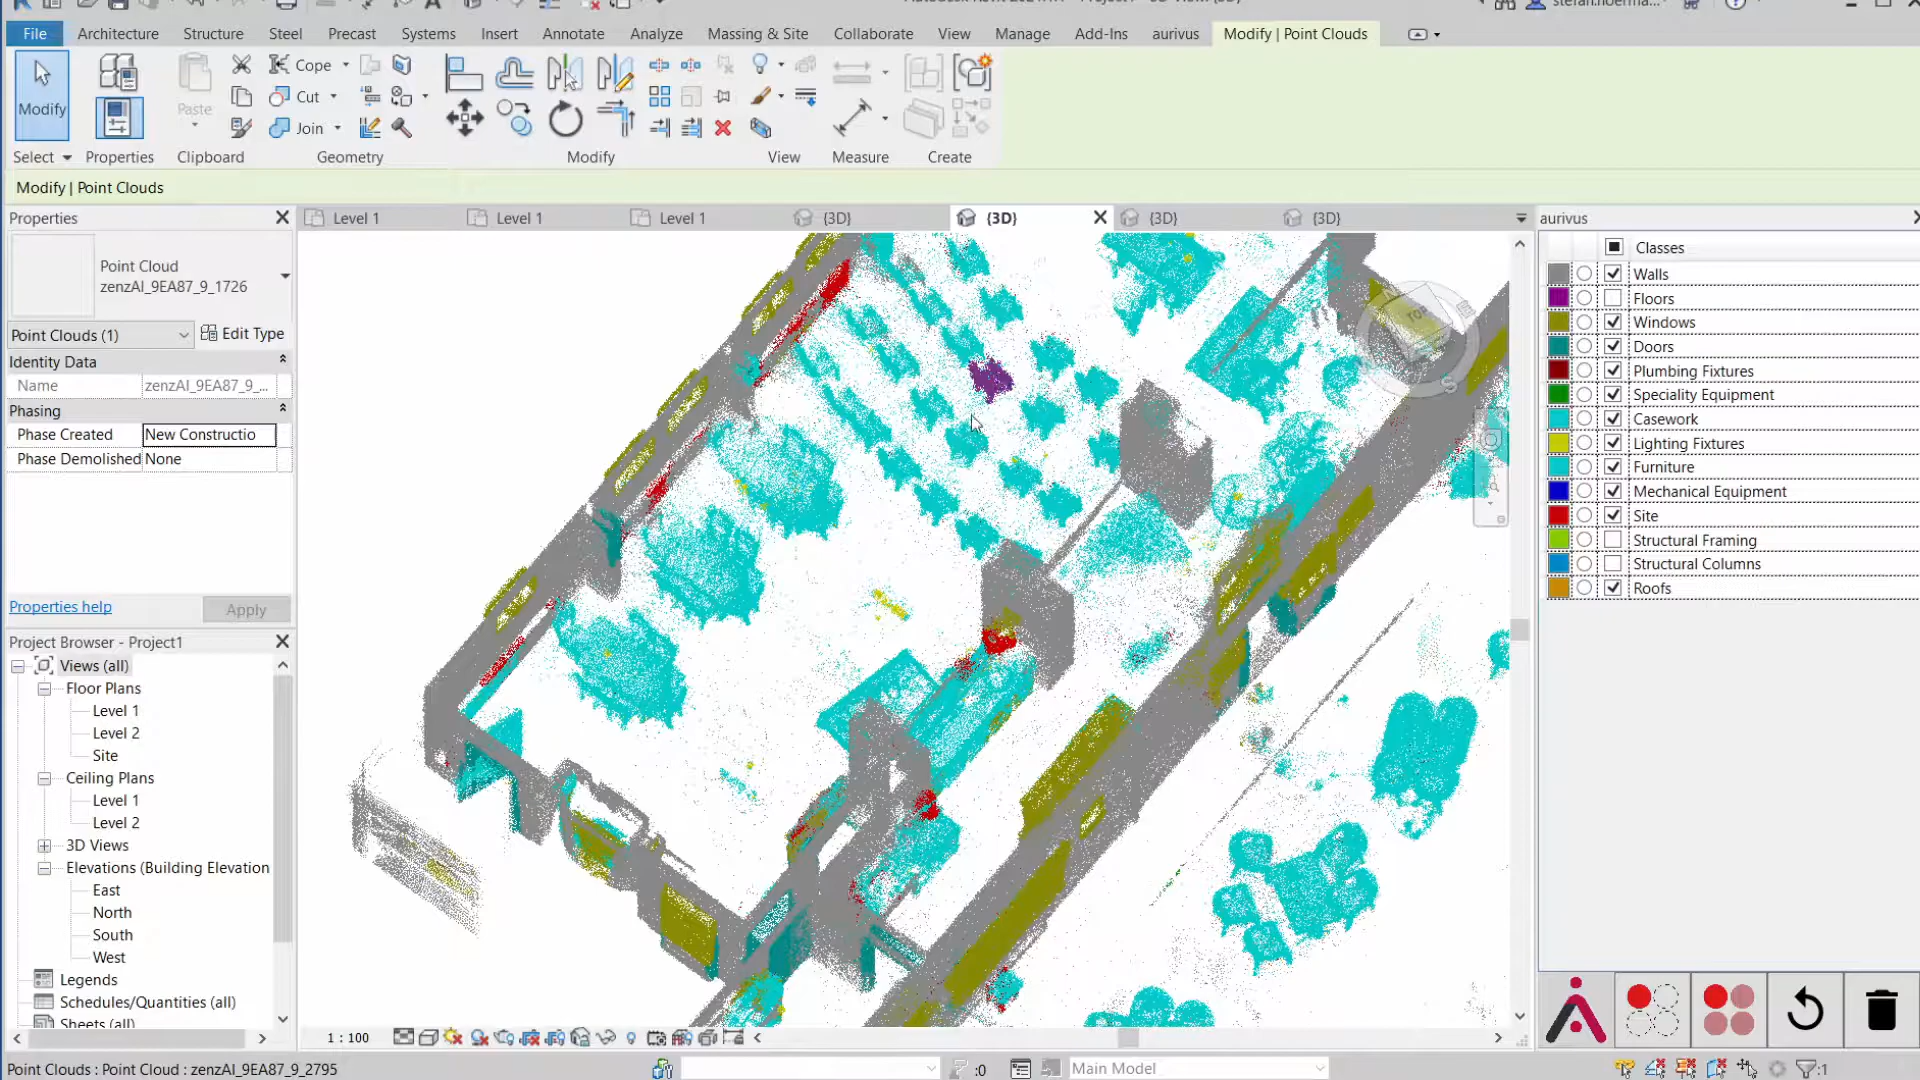 File Architecture Structure Steel Precast Systems Insert Annotate Analyze Massing & Site Collaborate View Manage Add-Ins aurivus Modify | Point Clouds
Modify
Paste
Cope
Cut
Join
Select Properties Clipboard Geometry Modify View Measure Create
Modify | Point Clouds
Properties
Level 1 Level 1 Level 1 {3D} {3D} {3D} {3D}
Point Cloud
zenzAI_9EA87_9_1726
Point Clouds (1) Edit Type
Identity Data
Name zenzAI_9EA87_9_...
Phasing
Phase Created New Constructio
Phase Demolished None
Properties help Apply
Project Browser - Project1
Views (all)
Floor Plans
Level 1
Level 2
Site
Ceiling Plans
Level 1
Level 2
3D Views
Elevations (Building Elevation
East
North
South
West
Legends
Schedules/Quantities (all)
Sheets (all)
TOP
S
aurivus
Classes
Walls
Floors
Windows
Doors
Plumbing Fixtures
Speciality Equipment
Casework
Lighting Fixtures
Furniture
Mechanical Equipment
Site
Structural Framing
Structural Columns
Roofs
1 : 100
Point Clouds : Point Cloud : zenzAI_9EA87_9_2795
:0
Main Model
:1